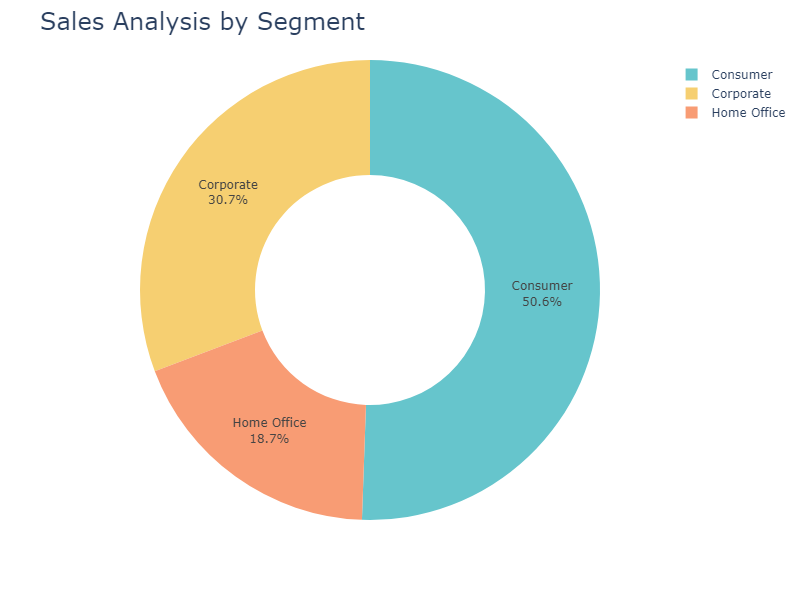 Sales Analysis by Segment
Consumer
Corporate
Home Office
Corporate
30.7%
Consumer
50.6%
Home Office
18.7%